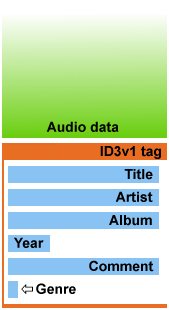 Audio data
ID3v1 tag
Title
Artist
Album
Year
Comment
⇦ Genre